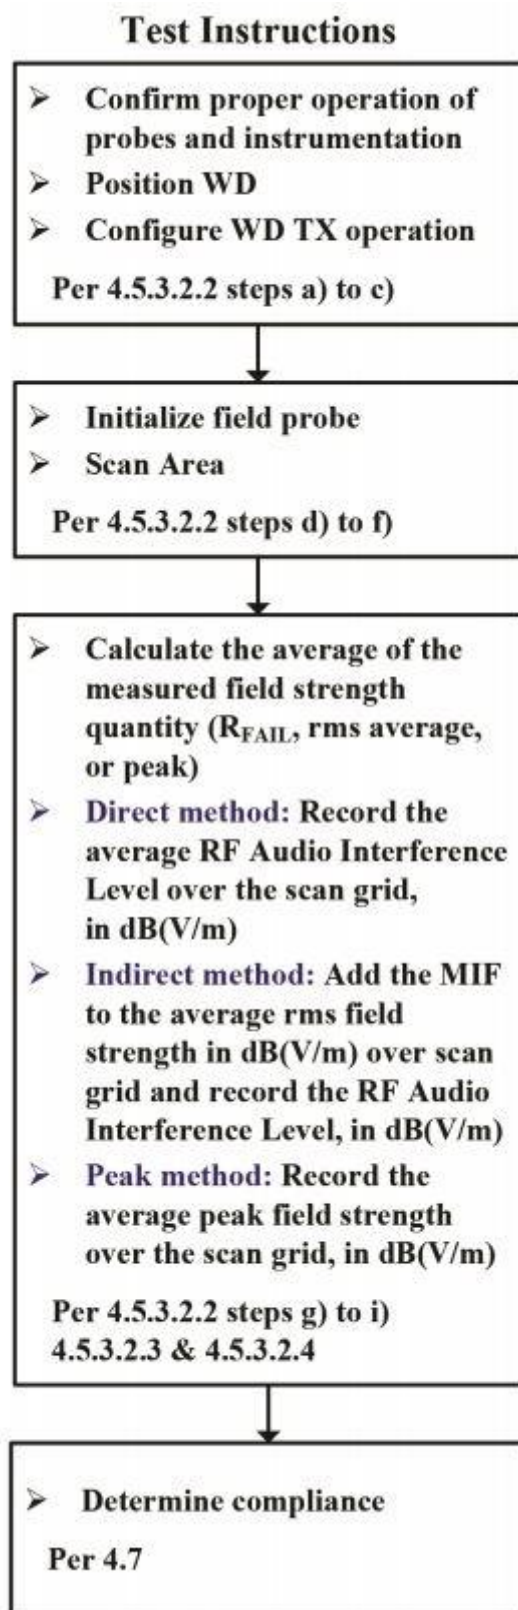 Test Instructions
➢ Confirm proper operation of
probes and instrumentation
➢ Position WD
➢ Configure WD TX operation
Per 4.5.3.2.2 steps a) to c)
➢ Initialize field probe
➢ Scan Area
Per 4.5.3.2.2 steps d) to f)
➢ Calculate the average of the
measured field strength
quantity (RFAIL, rms average,
or peak)
➢ Direct method: Record the
average RF Audio Interference
Level over the scan grid,
in dB(V/m)
➢ Indirect method: Add the MIF
to the average rms field
strength in dB(V/m) over scan
grid and record the RF Audio
Interference Level, in dB(V/m)
➢ Peak method: Record the
average peak field strength
over the scan grid, in dB(V/m)
Per 4.5.3.2.2 steps g) to i)
4.5.3.2.3 & 4.5.3.2.4
➢ Determine compliance
Per 4.7